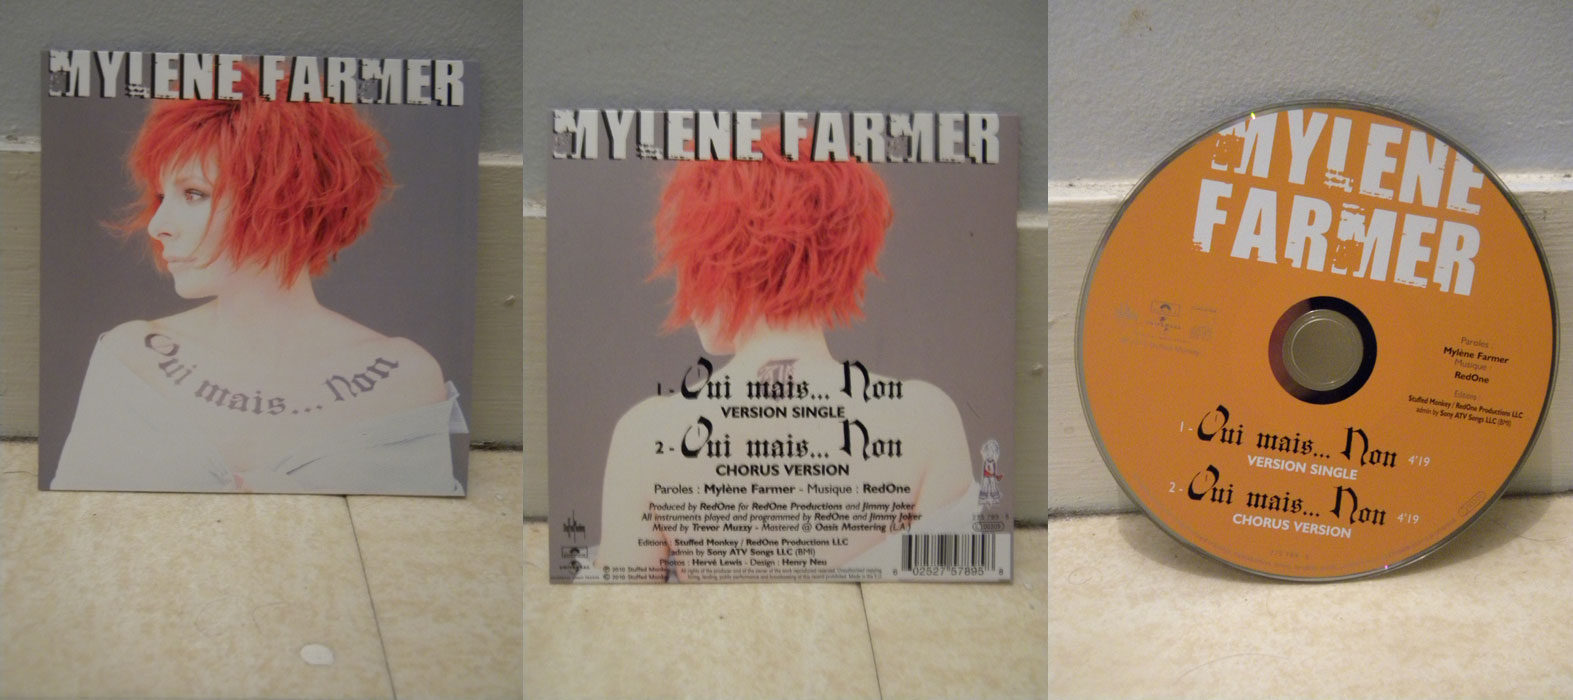 MYLENE FARMER
Oui mais... Non
MYLENE FARMER
1 - Oui mais... Non
VERSION SINGLE
2 - Oui mais... Non
CHORUS VERSION
Paroles : Mylène Farmer - Musique : RedOne
Produced by RedOne for RedOne Productions and Jimmy Joker
All instruments played and programmed by RedOne and Jimmy Joker
Mixed by Trevor Muzzy - Mastered @ Oasis Mastering (LA)
Editions : Stuffed Monkey / RedOne Productions LLC
admin by Sony ATV Songs LLC (BMI)
Photos : Hervé Lewis - Design : Henry Neu
6 02527 57895 8
MYLENE
FARMER
Paroles :
Mylène Farmer
Musique :
RedOne
Editions :
Stuffed Monkey / RedOne Productions LLC
admin by Sony ATV Songs LLC (BMI)
1 - Oui mais... Non 4'19
VERSION SINGLE
2 - Oui mais... Non 4'19
CHORUS VERSION